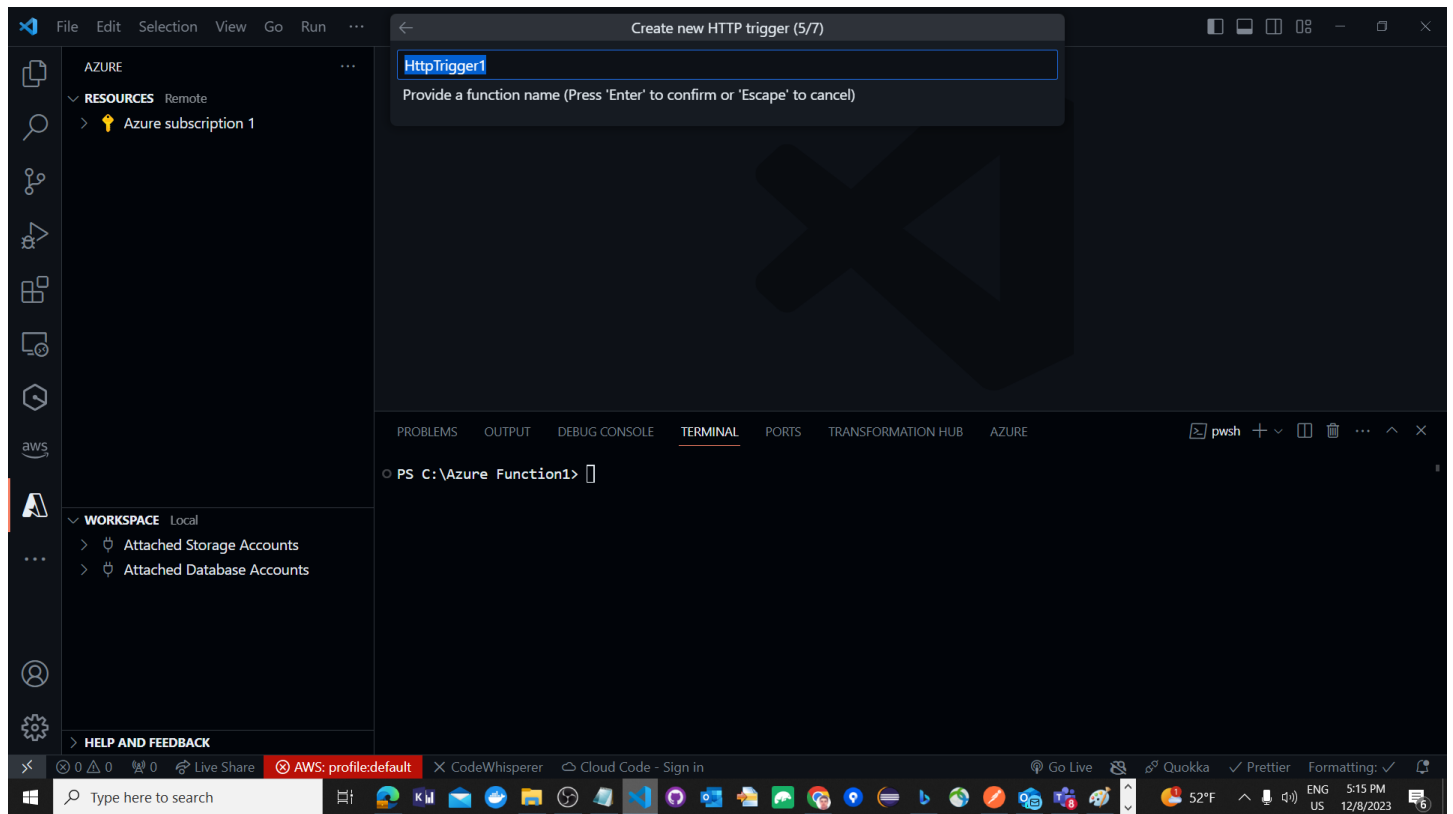 File Edit Selection View Go Run ···
Create new HTTP trigger (5/7)
HttpTrigger1
Provide a function name (Press 'Enter' to confirm or 'Escape' to cancel)
AZURE ···
RESOURCES Remote
Azure subscription 1
aws
WORKSPACE Local
Attached Storage Accounts
Attached Database Accounts
HELP AND FEEDBACK
PROBLEMS OUTPUT DEBUG CONSOLE TERMINAL PORTS TRANSFORMATION HUB AZURE
pwsh
PS C:\Azure Function1>
0 0 0 Live Share AWS: profile:default CodeWhisperer Cloud Code - Sign in Go Live Quokka Prettier Formatting:
Type here to search
52°F
ENG
US
5:15 PM
12/8/2023
6